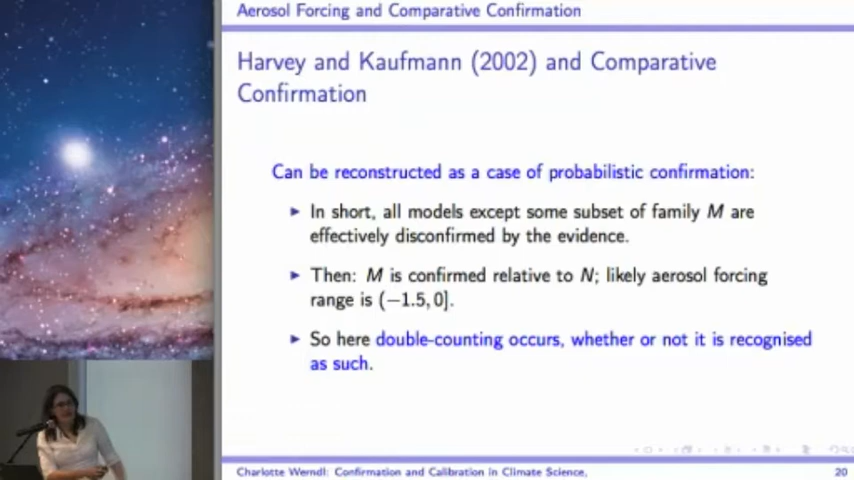 Aerosol Forcing and Comparative Confirmation
Harvey and Kaufmann (2002) and Comparative
Confirmation
Can be reconstructed as a case of probabilistic confirmation:
In short, all models except some subset of family M are
effectively disconfirmed by the evidence.
Then: M is confirmed relative to N; likely aerosol forcing
range is (−1.5, 0].
So here double-counting occurs, whether or not it is recognised
as such.
Charlotte Werndl: Confirmation and Calibration in Climate Science,
20